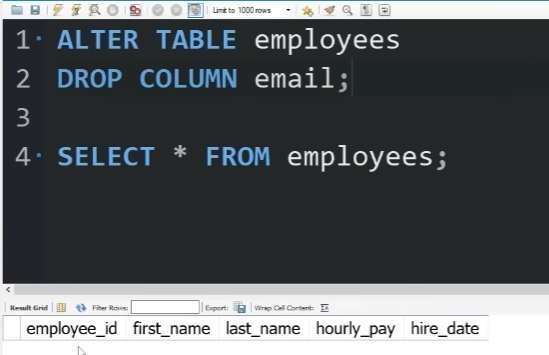 Limit to 1000 rows
1 ALTER TABLE employees
2 DROP COLUMN email;
3
4 SELECT * FROM employees;
Result Grid Filter Rows: Export: Wrap Cell Content:
employee_id first_name last_name hourly_pay hire_date